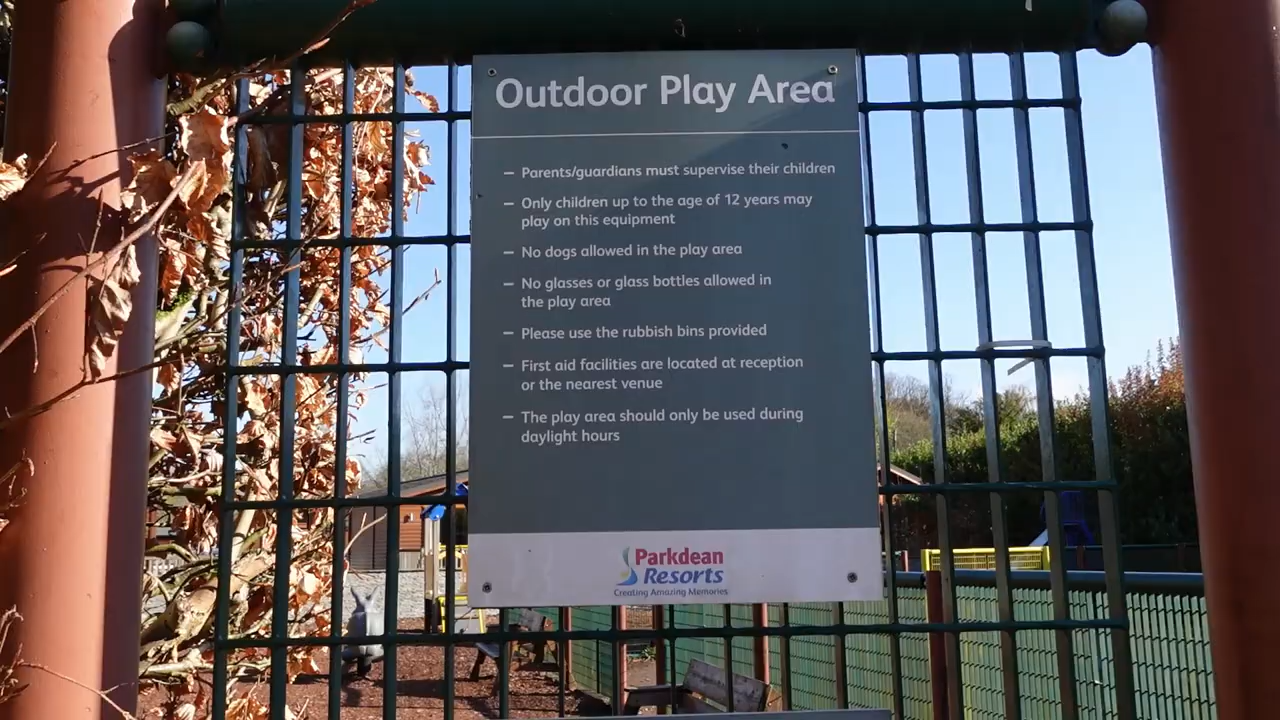 Outdoor Play Area
– Parents/guardians must supervise their children
– Only children up to the age of 12 years may
play on this equipment
– No dogs allowed in the play area
– No glasses or glass bottles allowed in
the play area
– Please use the rubbish bins provided
– First aid facilities are located at reception
or the nearest venue
– The play area should only be used during
daylight hours
Parkdean
Resorts
Creating Amazing Memories